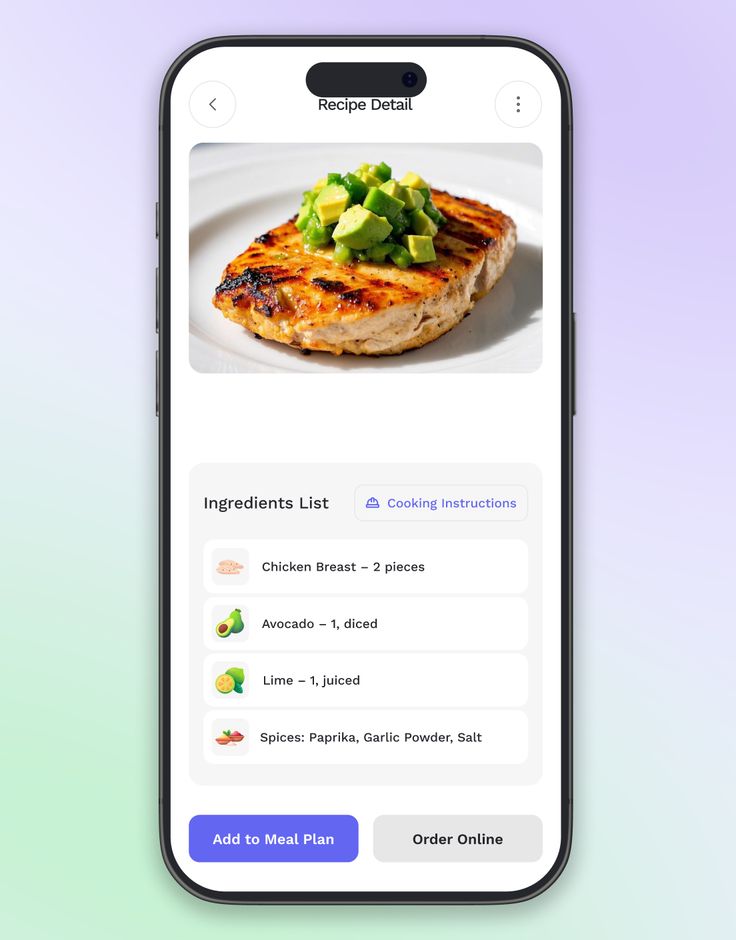 Recipe Detail
Ingredients List
Cooking Instructions
Chicken Breast – 2 pieces
Avocado – 1, diced
Lime – 1, juiced
Spices: Paprika, Garlic Powder, Salt
Add to Meal Plan
Order Online